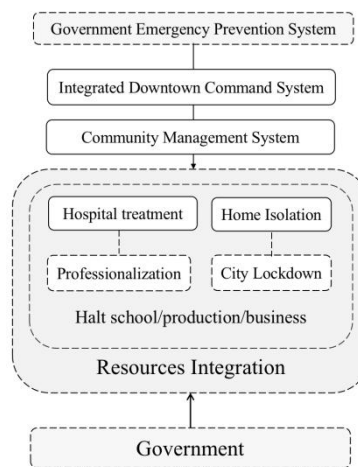 Government Emergency Prevention System
Integrated Downtown Command System
Community Management System
Hospital treatment
Home Isolation
Professionalization
City Lockdown
Halt school/production/business
Resources Integration
Government